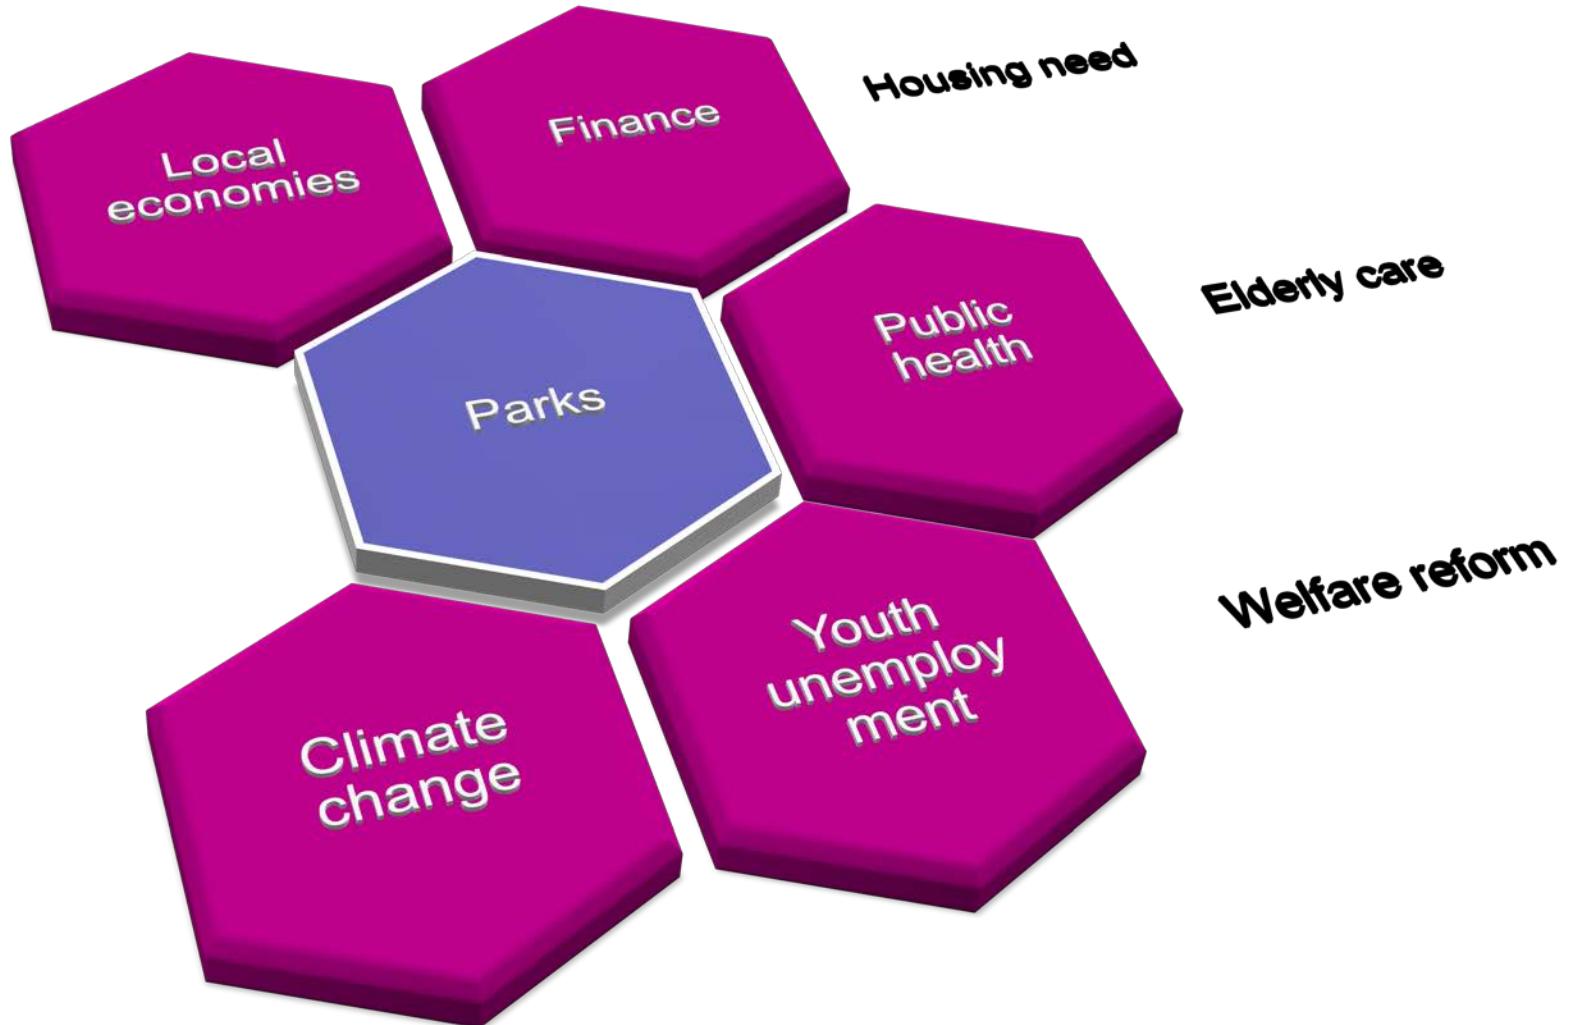 Local
economies
Finance
Housing need
Parks
Public
health
Elderly care
Climate
change
Youth
unemploy
ment
Welfare reform